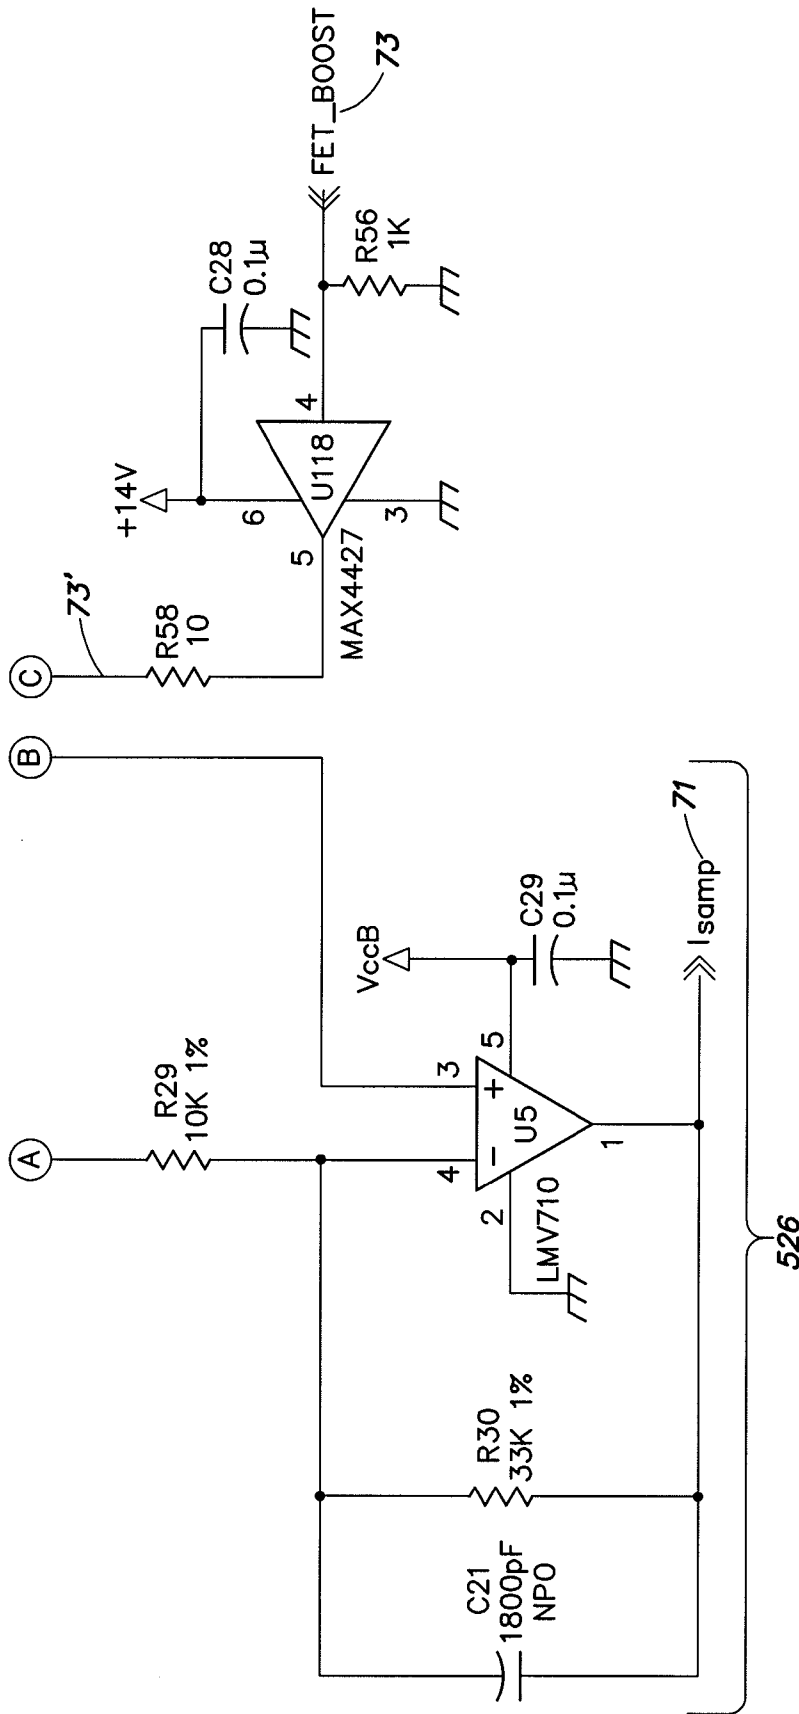 A
B
C
73'
R58
10
+14V
C28
0.1µ
FET_BOOST
73
6
5
U118
4
3
MAX4427
R56
1K
R29
10K 1%
VccB
C29
0.1µ
3
4
+
−
U5
5
2
1
LMV710
R30
33K 1%
C21
1800pF
NPO
Isamp
71
526